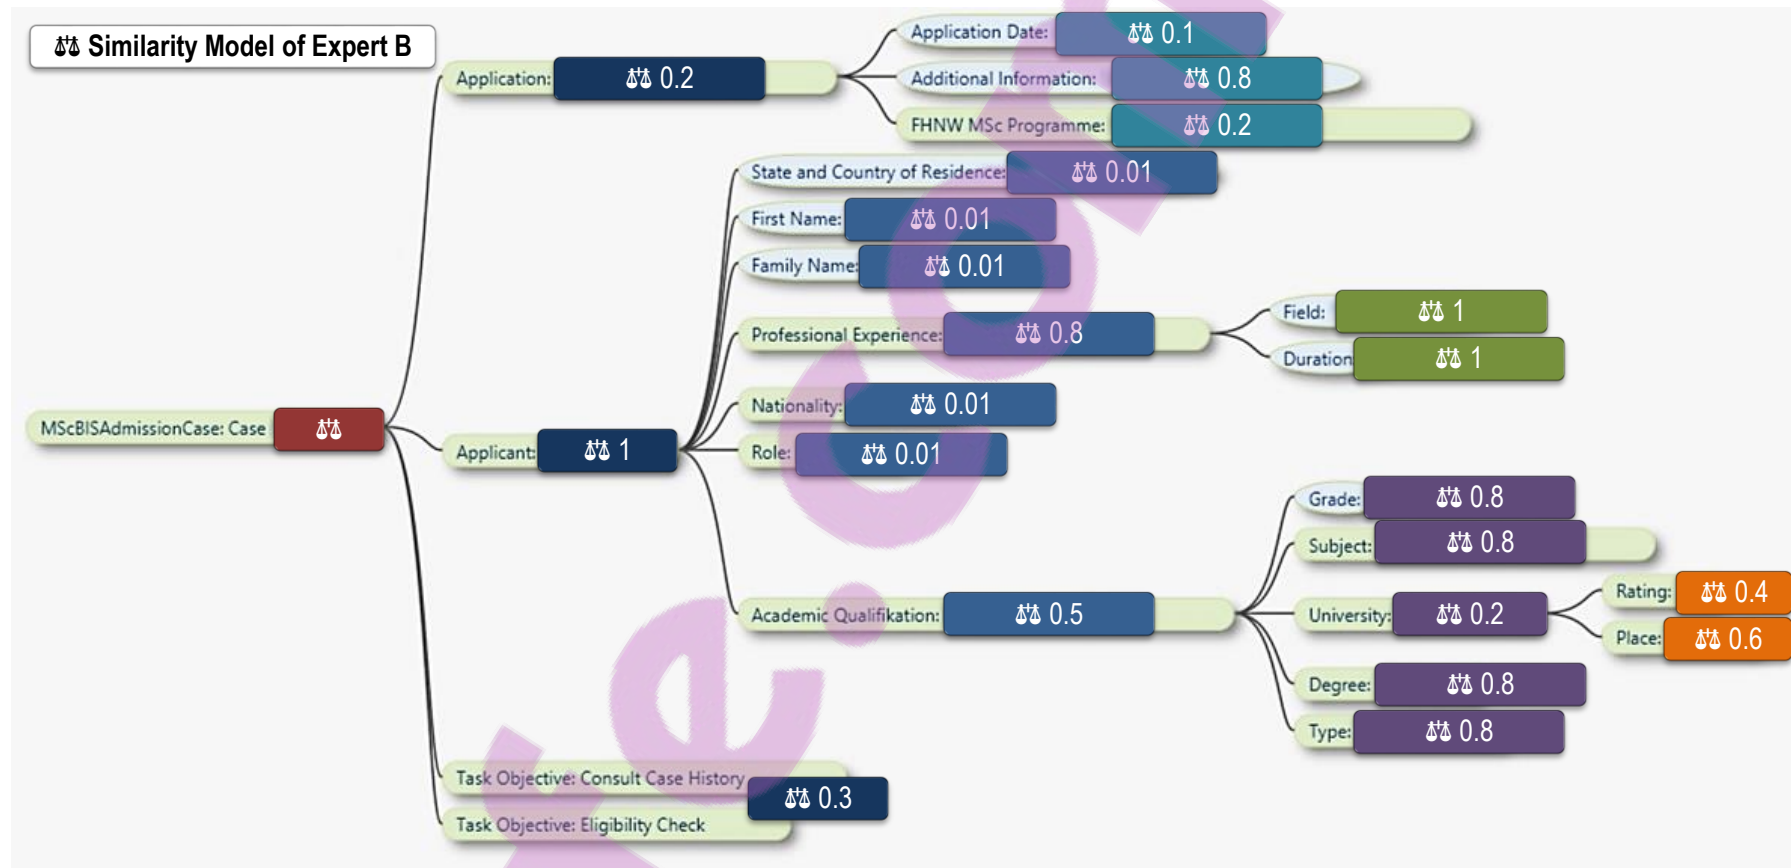 Similarity Model of Expert B
Application: 0.2
Application Date: 0.1
Additional Information: 0.8
FHNW MSc Programme: 0.2
State and Country of Residence: 0.01
First Name: 0.01
Family Name: 0.01
Professional Experience: 0.8
Field: 1
Duration 1
Nationality: 0.01
MScBISAdmissionCase: Case
Applicant: 1
Role: 0.01
Grade: 0.8
Subject: 0.8
Academic Qualifikation: 0.5
University: 0.2
Rating: 0.4
Place: 0.6
Degree: 0.8
Type: 0.8
Task Objective: Consult Case History
0.3
Task Objective: Eligibility Check
fe.com